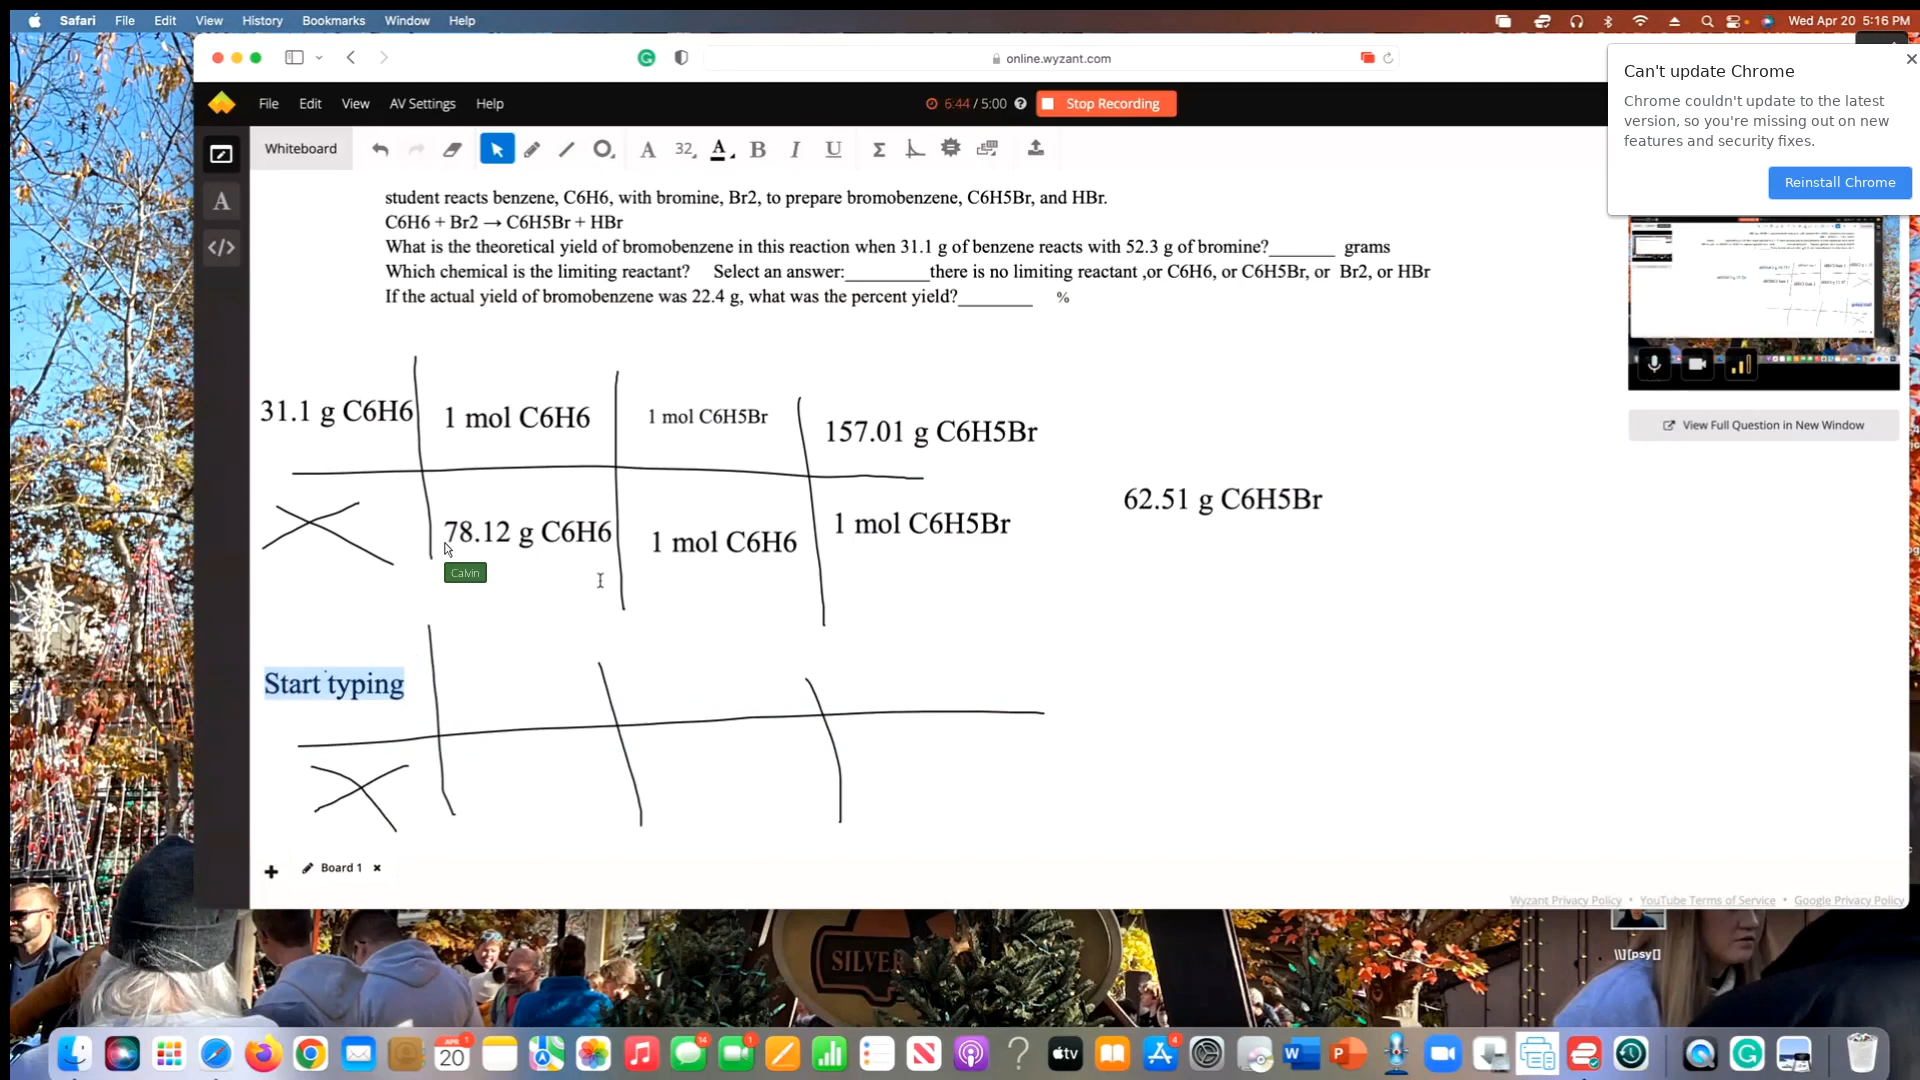 Safari File Edit View History Bookmarks Window Help Wed Apr 20 5:16 PM
online.wyzant.com
File Edit View AV Settings Help 6:44 / 5:00 Stop Recording
Can't update Chrome
Chrome couldn't update to the latest
version, so you're missing out on new
features and security fixes.
Reinstall Chrome
Whiteboard 32
student reacts benzene, C6H6, with bromine, Br2, to prepare bromobenzene, C6H5Br, and HBr.
C6H6 + Br2 → C6H5Br + HBr
What is the theoretical yield of bromobenzene in this reaction when 31.1 g of benzene reacts with 52.3 g of bromine?_______ grams
Which chemical is the limiting reactant? Select an answer:_________there is no limiting reactant ,or C6H6, or C6H5Br, or Br2, or HBr
If the actual yield of bromobenzene was 22.4 g, what was the percent yield?________ %
31.1 g C6H6 1 mol C6H6 1 mol C6H5Br 157.01 g C6H5Br
62.51 g C6H5Br
78.12 g C6H6 1 mol C6H6 1 mol C6H5Br
Calvin
Start typing
View Full Question in New Window
Board 1
Wyzant Privacy Policy • YouTube Terms of Service • Google Privacy Policy
SILVER
\\][psy[]
APR
20
14
1
4
tv